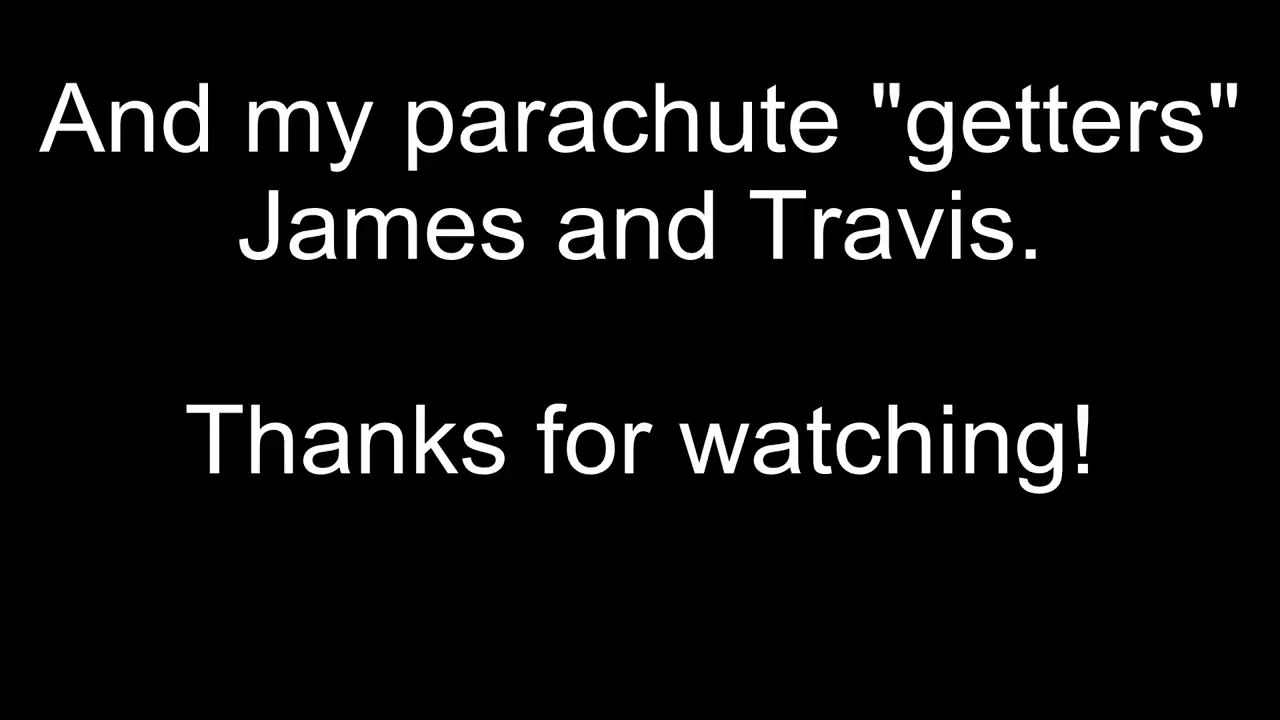 And my parachute "getters"
James and Travis.
Thanks for watching!